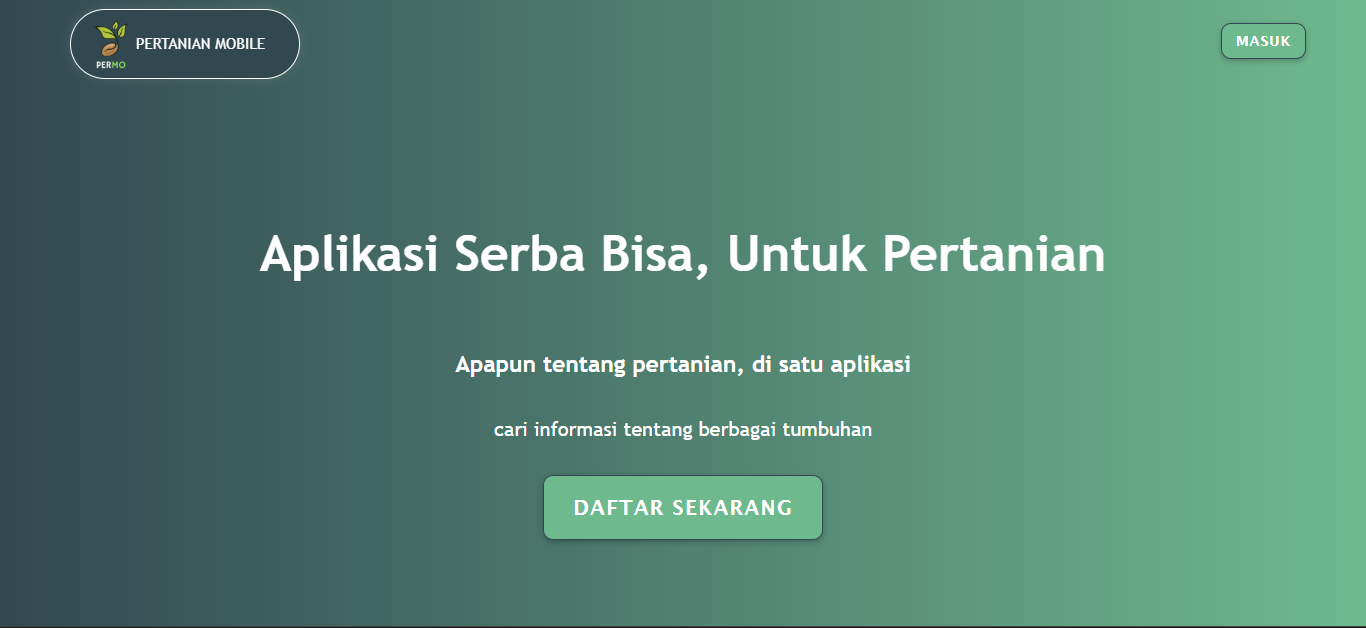 PERTANIAN MOBILE
PERMO
MASUK
Aplikasi Serba Bisa, Untuk Pertanian
Apapun tentang pertanian, di satu aplikasi
cari informasi tentang berbagai tumbuhan
DAFTAR SEKARANG